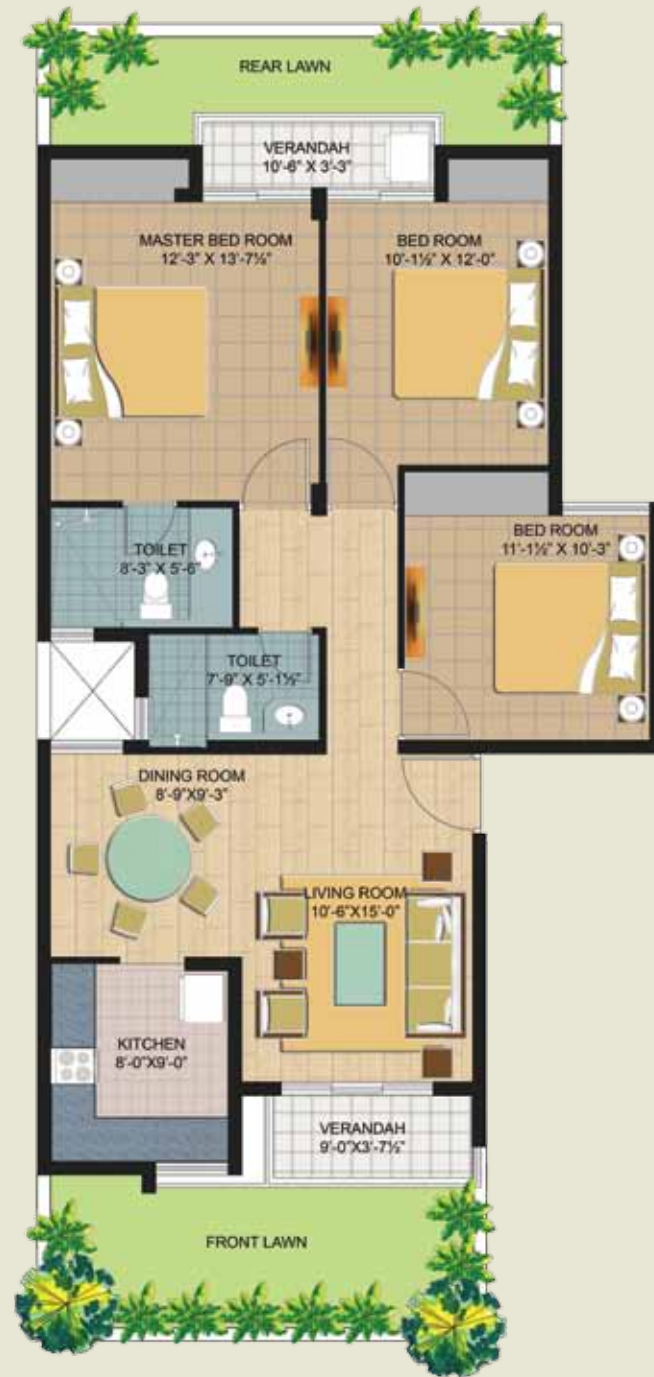 REAR LAWN
VERANDAH
10'-6" X 3'-3"
MASTER BED ROOM
12'-3" X 13'-7½"
BED ROOM
10'-1½" X 12'-0"
BED ROOM
11'-1½" X 10'-3"
TOILET
8'-3" X 5'-6"
TOILET
7'-9" X 5'-1½"
DINING ROOM
8'-9"X9'-3"
LIVING ROOM
10'-6"X15'-0"
KITCHEN
8'-0"X9'-0"
VERANDAH
9'-0"X3'-7½"
FRONT LAWN